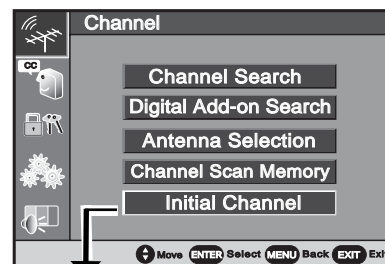 Channel
CC
Channel Search
Digital Add-on Search
Antenna Selection
Channel Scan Memory
Initial Channel
Move ENTER Select MENU Back EXIT Exit